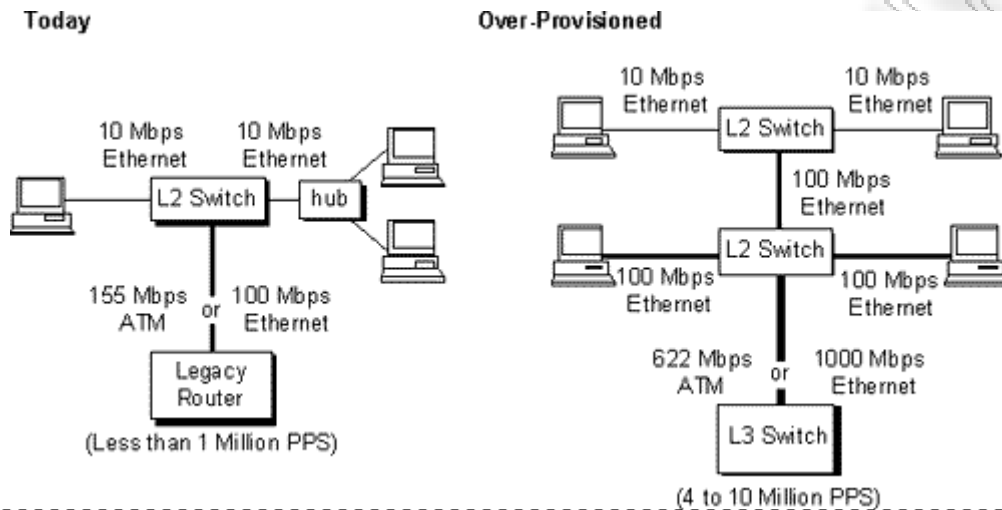 Today
10 Mbps
Ethernet
10 Mbps
Ethernet
L2 Switch
hub
155 Mbps
ATM
or
100 Mbps
Ethernet
Legacy
Router
(Less than 1 Million PPS)
Over-Provisioned
10 Mbps
Ethernet
10 Mbps
Ethernet
L2 Switch
100 Mbps
Ethernet
L2 Switch
100 Mbps
Ethernet
100 Mbps
Ethernet
622 Mbps
ATM
or
1000 Mbps
Ethernet
L3 Switch
(4 to 10 Million PPS)